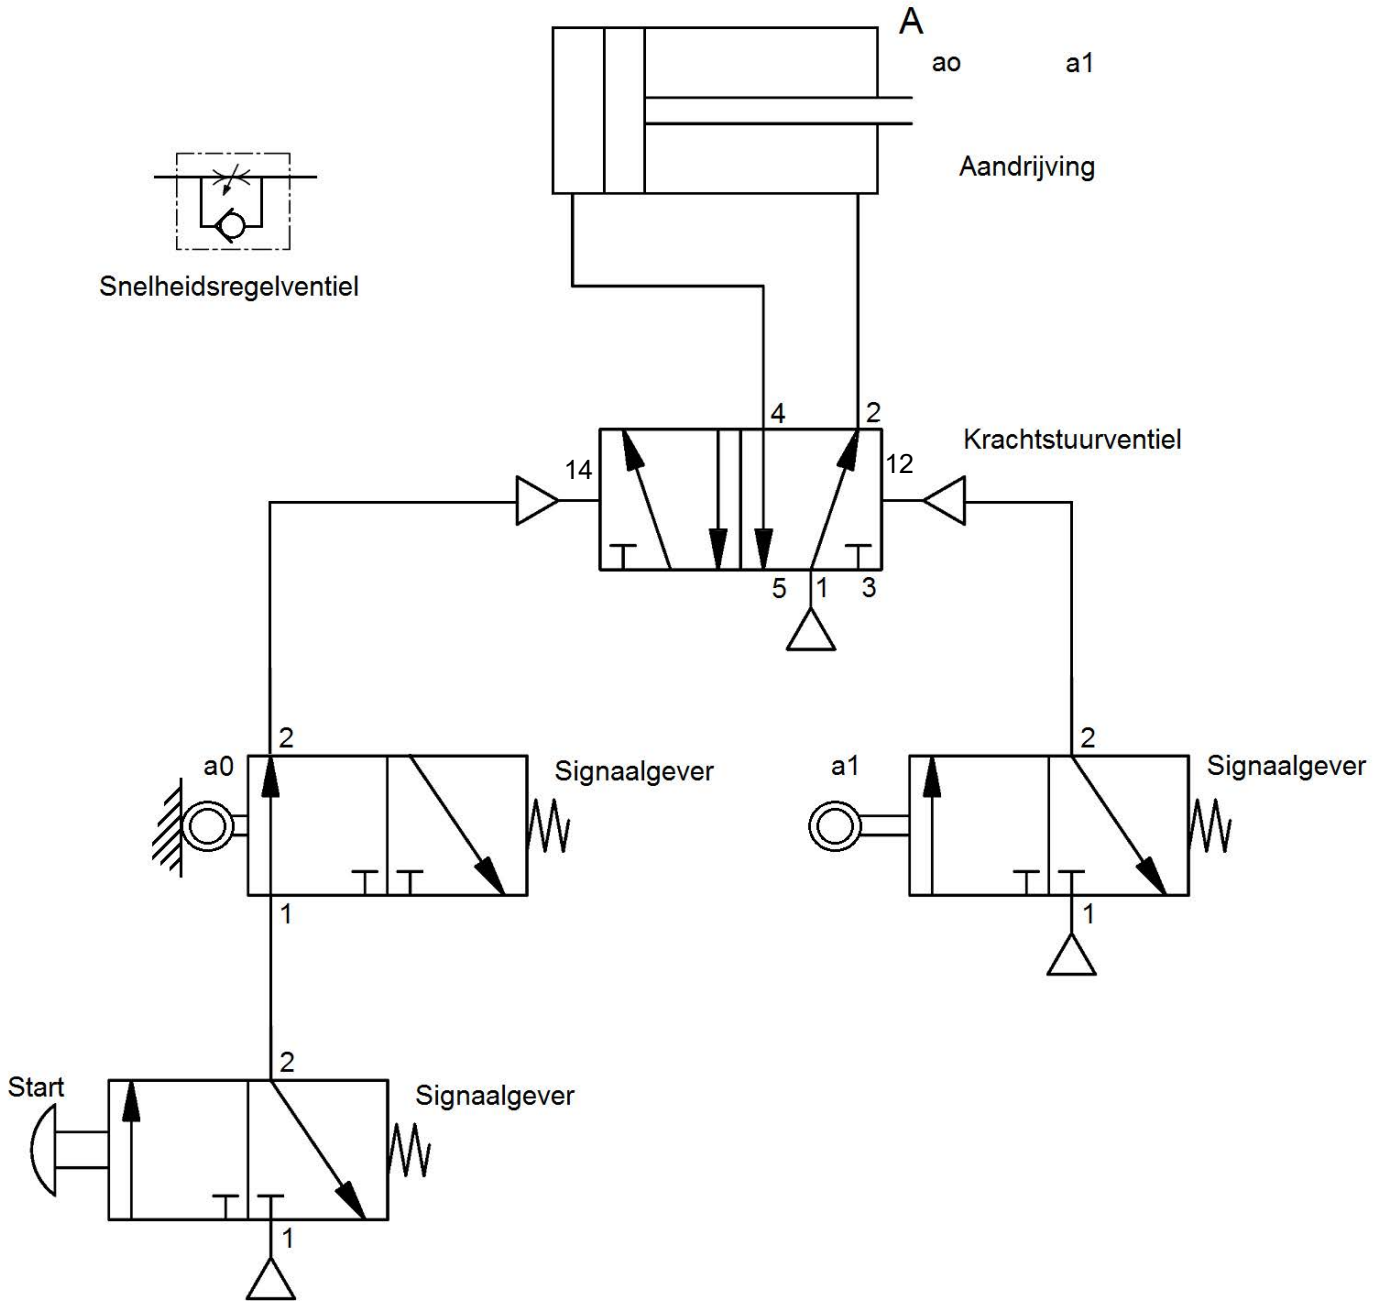 A
ao
a1
Aandrijving
Snelheidsregelventiel
4
2
Krachtstuurventiel
14
12
5
1
3
2
a0
Signaalgever
1
2
a1
Signaalgever
1
2
Start
Signaalgever
1